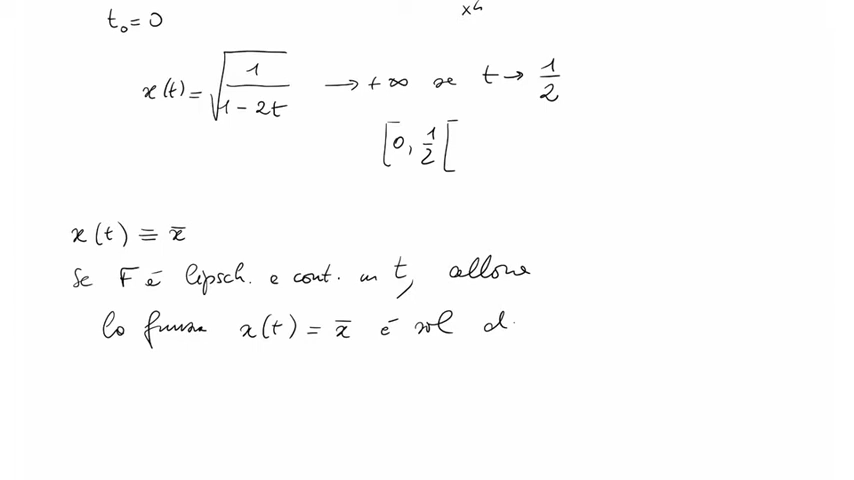 x4
t₀ = 0
x(t) = √(1/(1-2t)) → +∞ se t → 1/2
[0, 1/2[
x(t) ≡ x̄
Se F é lipsch. e cont. in t, allora
la funza x(t) = x̄ é sol d.